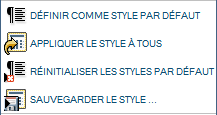 DÉFINIR COMME STYLE PAR DÉFAUT
APPLIQUER LE STYLE À TOUS
RÉINITIALISER LES STYLES PAR DÉFAUT
SAUVEGARDER LE STYLE ...